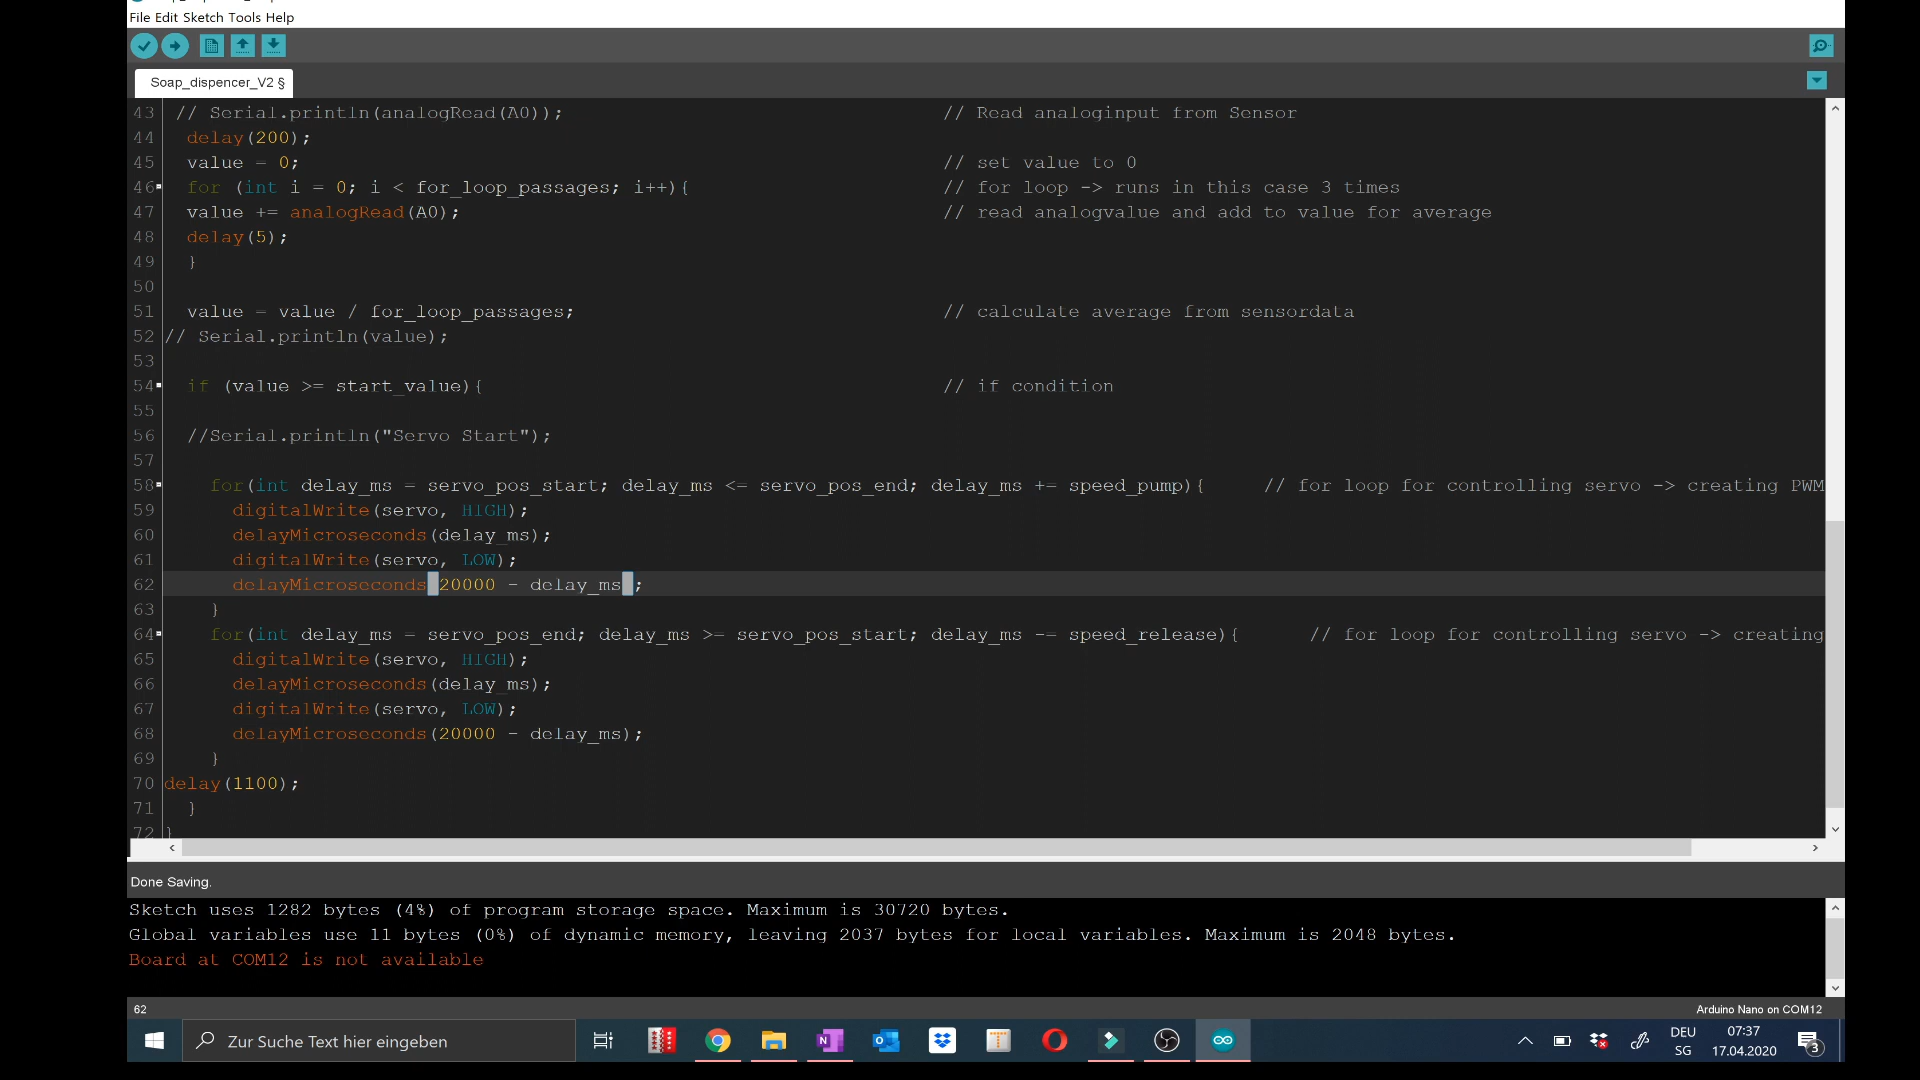 File Edit Sketch Tools Help
Soap_dispencer_V2 §
43 // Serial.println(analogRead(A0)); // Read analoginput from Sensor
44 delay(200);
45 value = 0; // set value to 0
46 for (int i = 0; i < for_loop_passages; i++){ // for loop -> runs in this case 3 times
47 value += analogRead(A0); // read analogvalue and add to value for average
48 delay(5);
49 }
50
51 value = value / for_loop_passages; // calculate average from sensordata
52 // Serial.println(value);
53
54 if (value >= start_value){ // if condition
55
56 //Serial.println("Servo Start");
57
58 for(int delay_ms = servo_pos_start; delay_ms <= servo_pos_end; delay_ms += speed_pump){ // for loop for controlling servo -> creating PWM
59 digitalWrite(servo, HIGH);
60 delayMicroseconds(delay_ms);
61 digitalWrite(servo, LOW);
62 delayMicroseconds 20000 - delay_ms ;
63 }
64 for(int delay_ms = servo_pos_end; delay_ms >= servo_pos_start; delay_ms -= speed_release){ // for loop for controlling servo -> creating
65 digitalWrite(servo, HIGH);
66 delayMicroseconds(delay_ms);
67 digitalWrite(servo, LOW);
68 delayMicroseconds(20000 - delay_ms);
69 }
70 delay(1100);
71 }
72 }
Done Saving.
Sketch uses 1282 bytes (4%) of program storage space. Maximum is 30720 bytes.
Global variables use 11 bytes (0%) of dynamic memory, leaving 2037 bytes for local variables. Maximum is 2048 bytes.
Board at COM12 is not available
62 Arduino Nano on COM12
Zur Suche Text hier eingeben
DEU 07:37
SG 17.04.2020 3